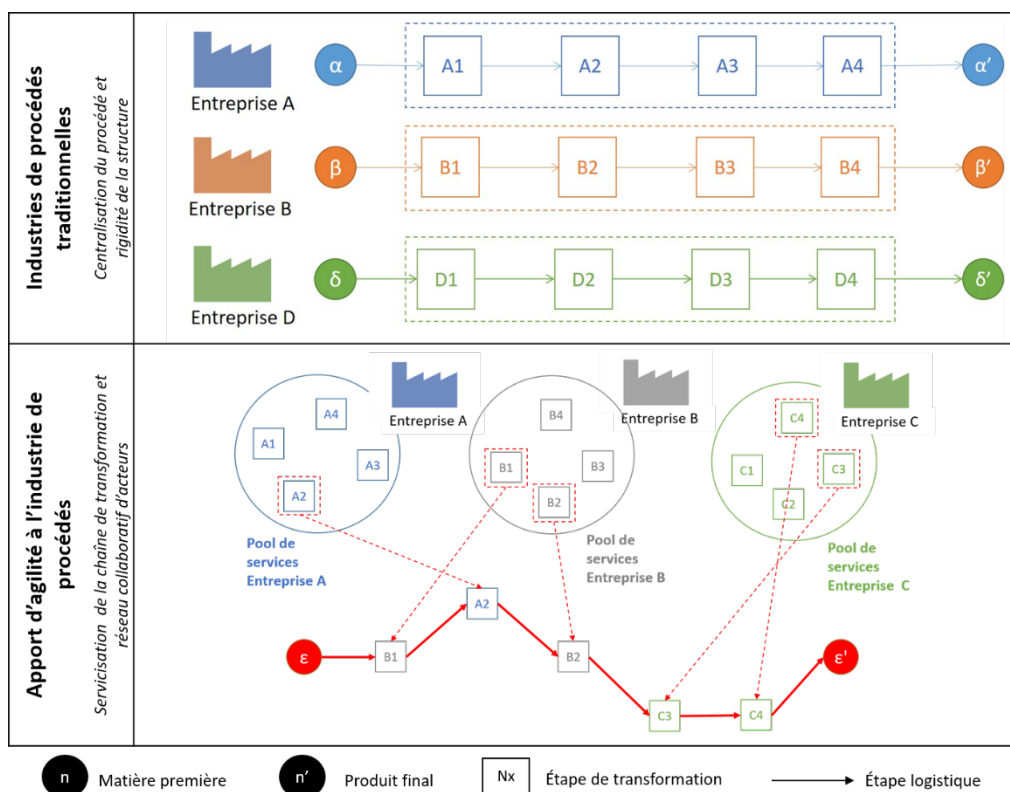 Industries de procédés
traditionnelles
Centralisation du procédé et
rigidité de la structure
Entreprise A
α
A1
A2
A3
A4
α’
Entreprise B
β
B1
B2
B3
B4
β’
Entreprise D
δ
D1
D2
D3
D4
δ’
Apport d’agilité à l’industrie de
procédés
Servicisation de la chaîne de transformation et
réseau collaboratif d’acteurs
Entreprise A
A4
A1
A3
A2
Pool de
services
Entreprise A
Entreprise B
B4
B1
B3
B2
Pool de
services
Entreprise B
Entreprise C
C4
C1
C3
C2
Pool de
services
Entreprise C
ε
B1
A2
B2
C3
C4
ε'
n
Matière première
n’
Produit final
Nx
Étape de transformation
Étape logistique